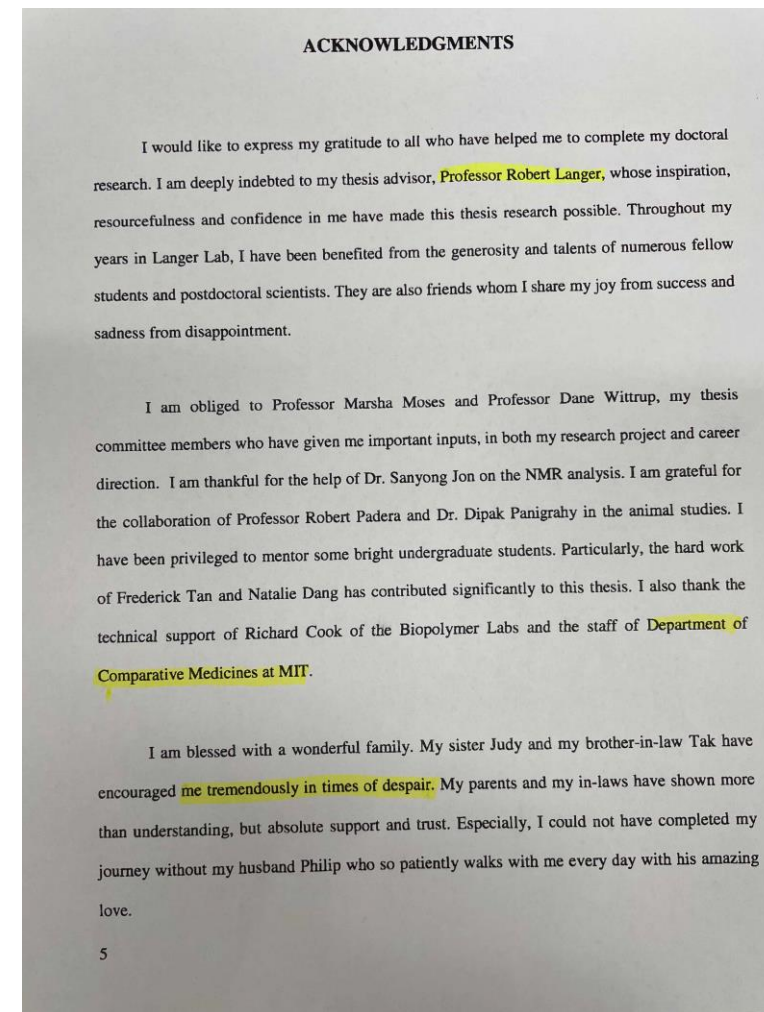 ACKNOWLEDGMENTS
I would like to express my gratitude to all who have helped me to complete my doctoral
research. I am deeply indebted to my thesis advisor, Professor Robert Langer, whose inspiration,
resourcefulness and confidence in me have made this thesis research possible. Throughout my
years in Langer Lab, I have been benefited from the generosity and talents of numerous fellow
students and postdoctoral scientists. They are also friends whom I share my joy from success and
sadness from disappointment.
I am obliged to Professor Marsha Moses and Professor Dane Wittrup, my thesis
committee members who have given me important inputs, in both my research project and career
direction. I am thankful for the help of Dr. Sanyong Jon on the NMR analysis. I am grateful for
the collaboration of Professor Robert Padera and Dr. Dipak Panigrahy in the animal studies. I
have been privileged to mentor some bright undergraduate students. Particularly, the hard work
of Frederick Tan and Natalie Dang has contributed significantly to this thesis. I also thank the
technical support of Richard Cook of the Biopolymer Labs and the staff of Department of
Comparative Medicines at MIT.
I am blessed with a wonderful family. My sister Judy and my brother-in-law Tak have
encouraged me tremendously in times of despair. My parents and my in-laws have shown more
than understanding, but absolute support and trust. Especially, I could not have completed my
journey without my husband Philip who so patiently walks with me every day with his amazing
love.
5